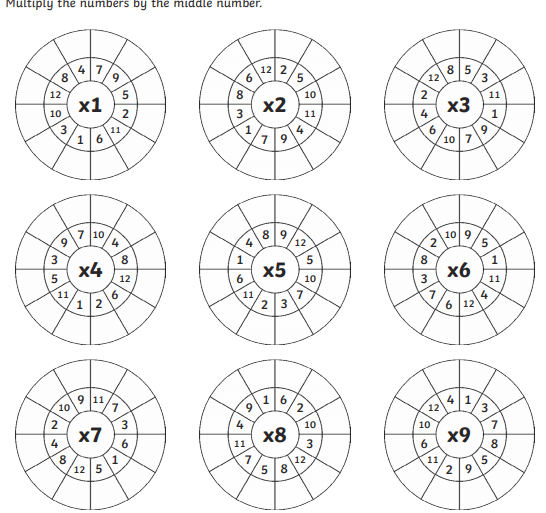 Multiply the numbers by the middle number.
x1
7 9 5 2 11 6 1 3 10 12 8 4
x2
2 5 10 11 4 9 7 1 3 8 6 12
x3
5 3 11 1 9 7 10 6 4 2 12 8
x4
10 4 8 12 6 2 1 11 5 3 9 7
x5
9 12 5 10 7 3 2 11 6 1 4 8
x6
9 5 1 11 4 12 6 7 3 8 2 10
x7
11 7 3 6 1 5 12 8 4 2 10 9
x8
6 2 10 3 12 8 5 7 11 4 9 1
x9
1 3 7 8 5 9 2 11 6 10 12 4